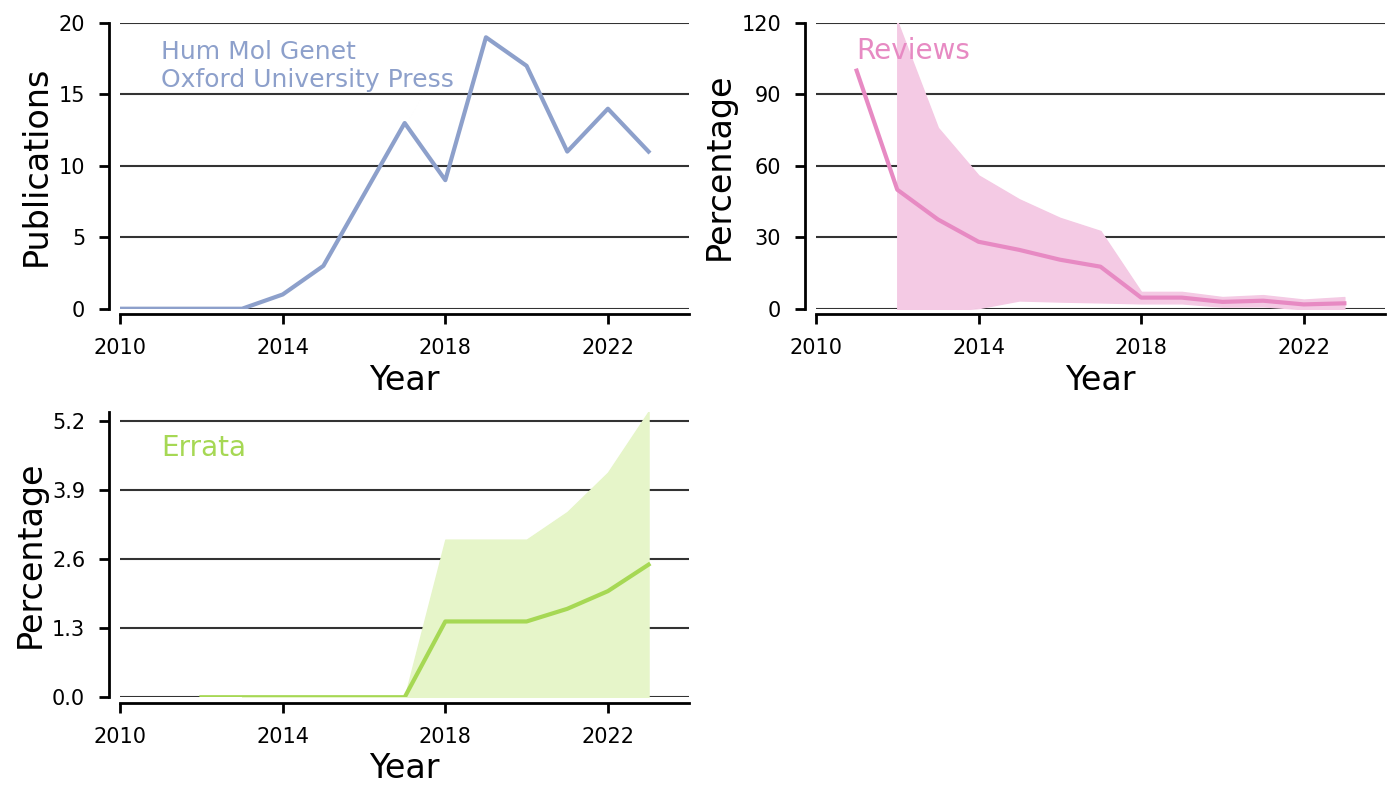 Publications
20
15
10
5
0
Hum Mol Genet
Oxford University Press
2010
2014
2018
2022
Year
Percentage
120
90
60
30
0
Reviews
2010
2014
2018
2022
Year
Percentage
5.2
3.9
2.6
1.3
0.0
Errata
2010
2014
2018
2022
Year